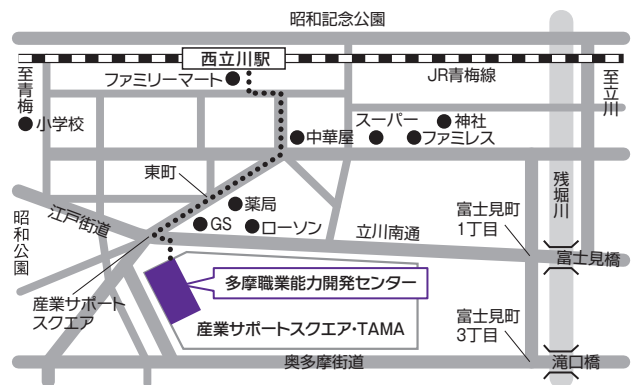 昭和記念公園
西立川駅
ファミリーマート
JR青梅線
至青梅
至立川
小学校
スーパー
神社
中華屋
ファミレス
東町
残堀川
薬局
江戸街道
GS
ローソン
立川南通
富士見町
1丁目
昭和公園
富士見橋
多摩職業能力開発センター
産業サポート
スクエア
産業サポートスクエア・TAMA
富士見町
3丁目
奥多摩街道
滝口橋